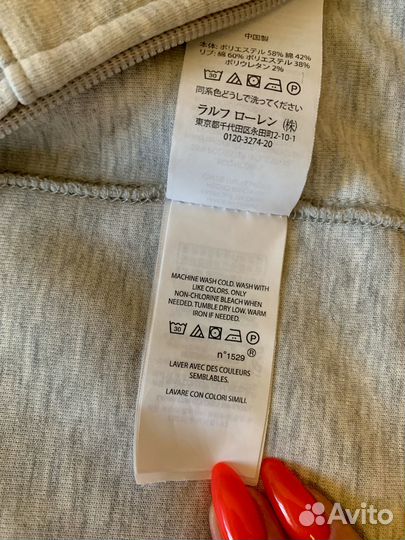 中国製
本体: ポリエステル 58% 綿 42%
リブ: 綿 60% ポリエステル 38%
ポリウレタン 2%
30 P
同系色どうしで洗ってください
ラルフ ローレン (株)
東京都千代田区永田町2-10-1
0120-3274-20
MACHINE WASH COLD. WASH WITH
LIKE COLORS. ONLY
NON-CHLORINE BLEACH WHEN
NEEDED. TUMBLE DRY LOW. WARM
IRON IF NEEDED.
30 P
n°1529 ®
LAVER AVEC DES COULEURS
SEMBLABLES.
LAVARE CON COLORI SIMILI.
Avito